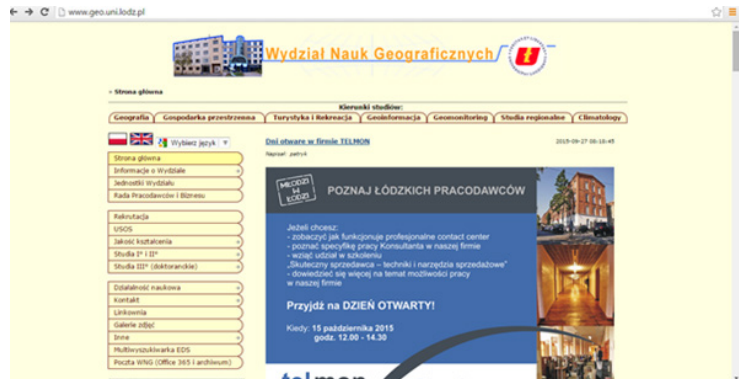 www.geo.uni.lodz.pl
Wydział Nauk Geograficznych
» Strona główna
Kierunki studiów:
Geografia Gospodarka przestrzenna Turystyka i Rekreacja Geoinformacja Geomonitoring Studia regionalne Climatology
Wybierz język
Strona główna
Informacje o Wydziale
Jednostki Wydziału
Rada Pracodawców i Biznesu
Rekrutacja
USOS
Jakość kształcenia
Studia I° i II°
Studia III° (doktoranckie)
Działalność naukowa
Kontakt
Linkownia
Galerie zdjęć
Inne
Multiwyszukiwarka EDS
Poczta WNG (Office 365 i archiwum)
Dni otware w firmie TELMON
2015-09-27 08:18:45
Napisał: patryk
MŁODZI
W
ŁODZI
POZNAJ ŁÓDZKICH PRACODAWCÓW
Jeżeli chcesz:
- zobaczyć jak funkcjonuje profesjonalne contact center
- poznać specyfikę pracy Konsultanta w naszej firmie
- wziąć udział w szkoleniu
„Skuteczny sprzedawca – techniki i narzędzia sprzedażowe”
- dowiedzieć się więcej na temat możliwości pracy
w naszej firmie
Przyjdź na DZIEŃ OTWARTY!
Kiedy: 15 października 2015
godz. 12.00 - 14.30
telmon